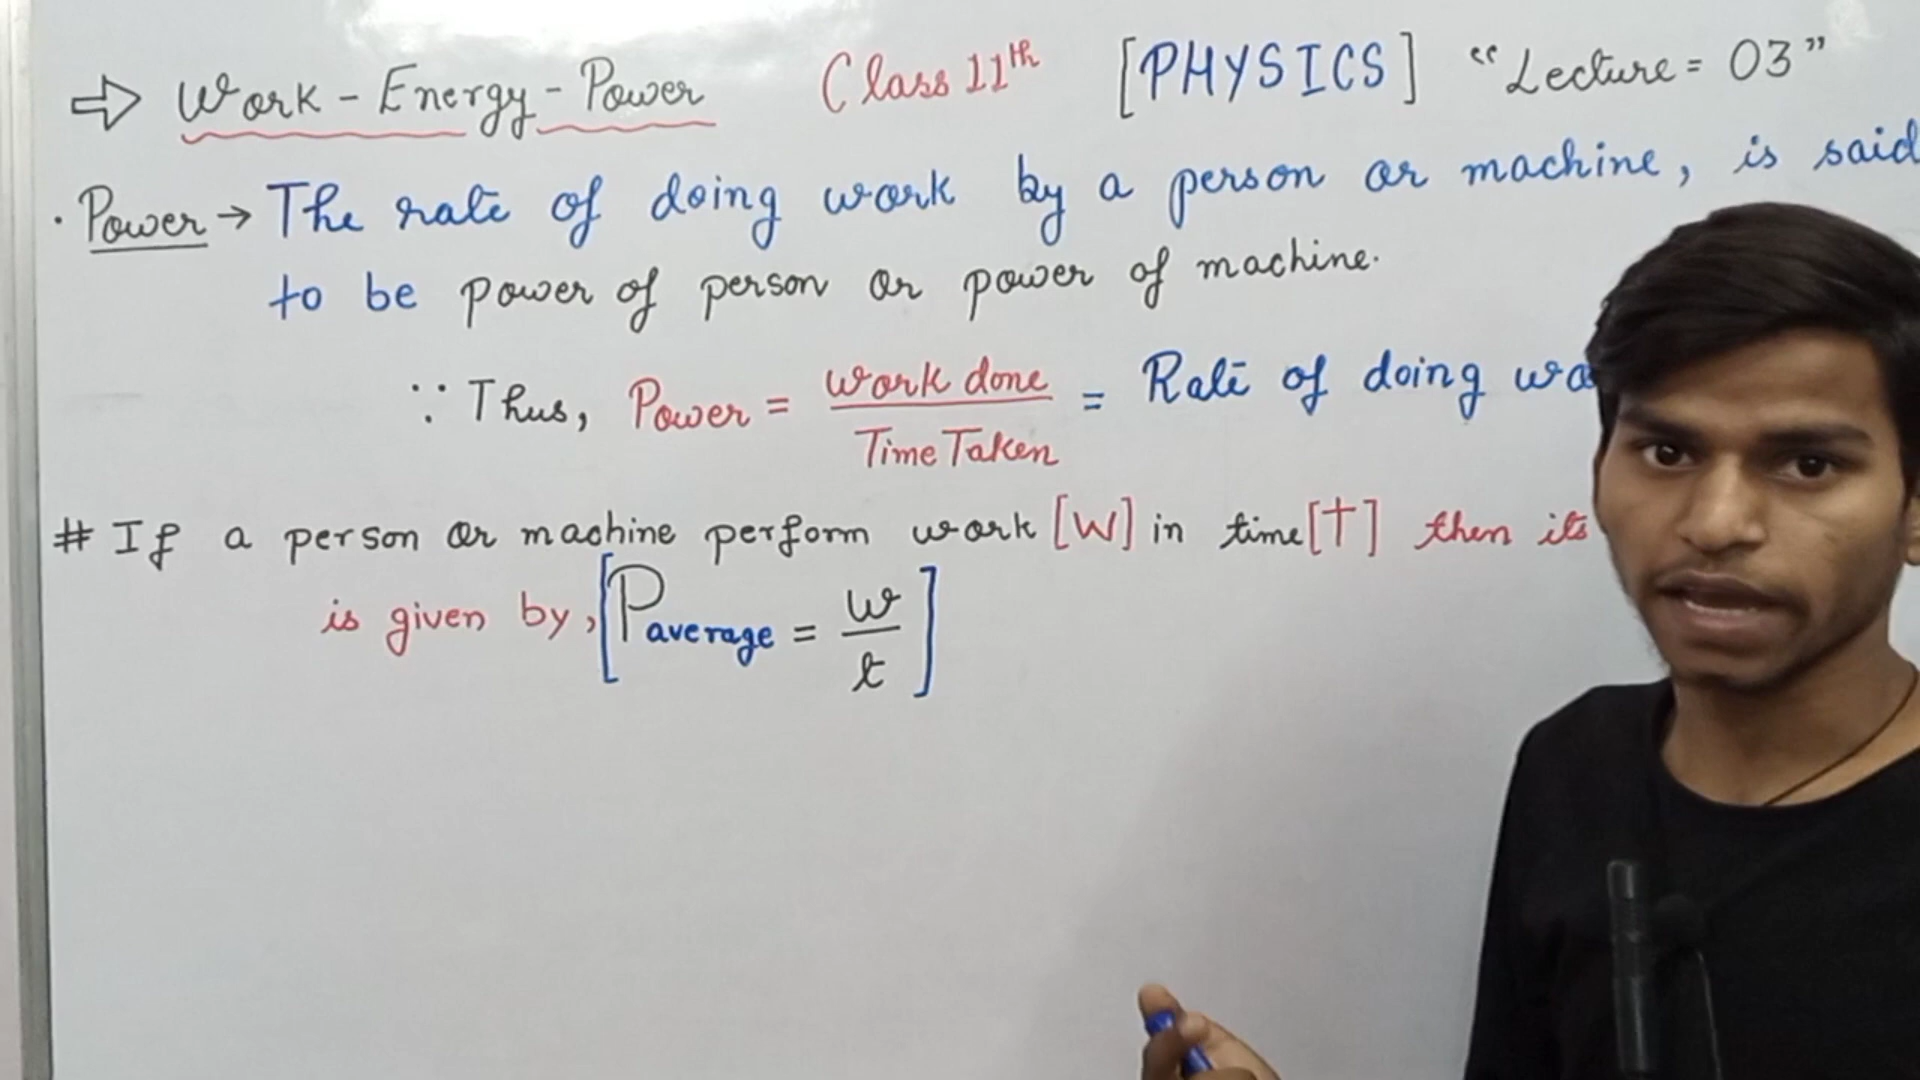 ⇒ Work-Energy-Power Class 11th [PHYSICS] “Lecture = 03”
· Power → The rate of doing work by a person or machine, is said
to be power of person or power of machine.
∵ Thus, Power = work done / Time Taken = Rate of doing
# If a person or machine perform work [W] in time [T] then its
is given by, [P average = w / t]